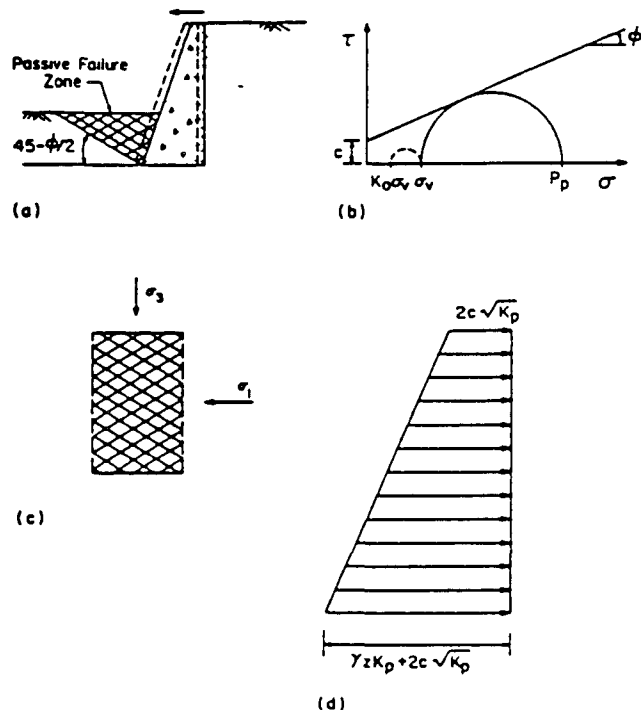 Passive Failure
Zone
45-ϕ/2
(a)
τ
ϕ
c
K₀σᵥ σᵥ Pₚ σ
(b)
σ₃
σ₁
(c)
2c√Kₚ
γzKₚ+2c√Kₚ
(d)